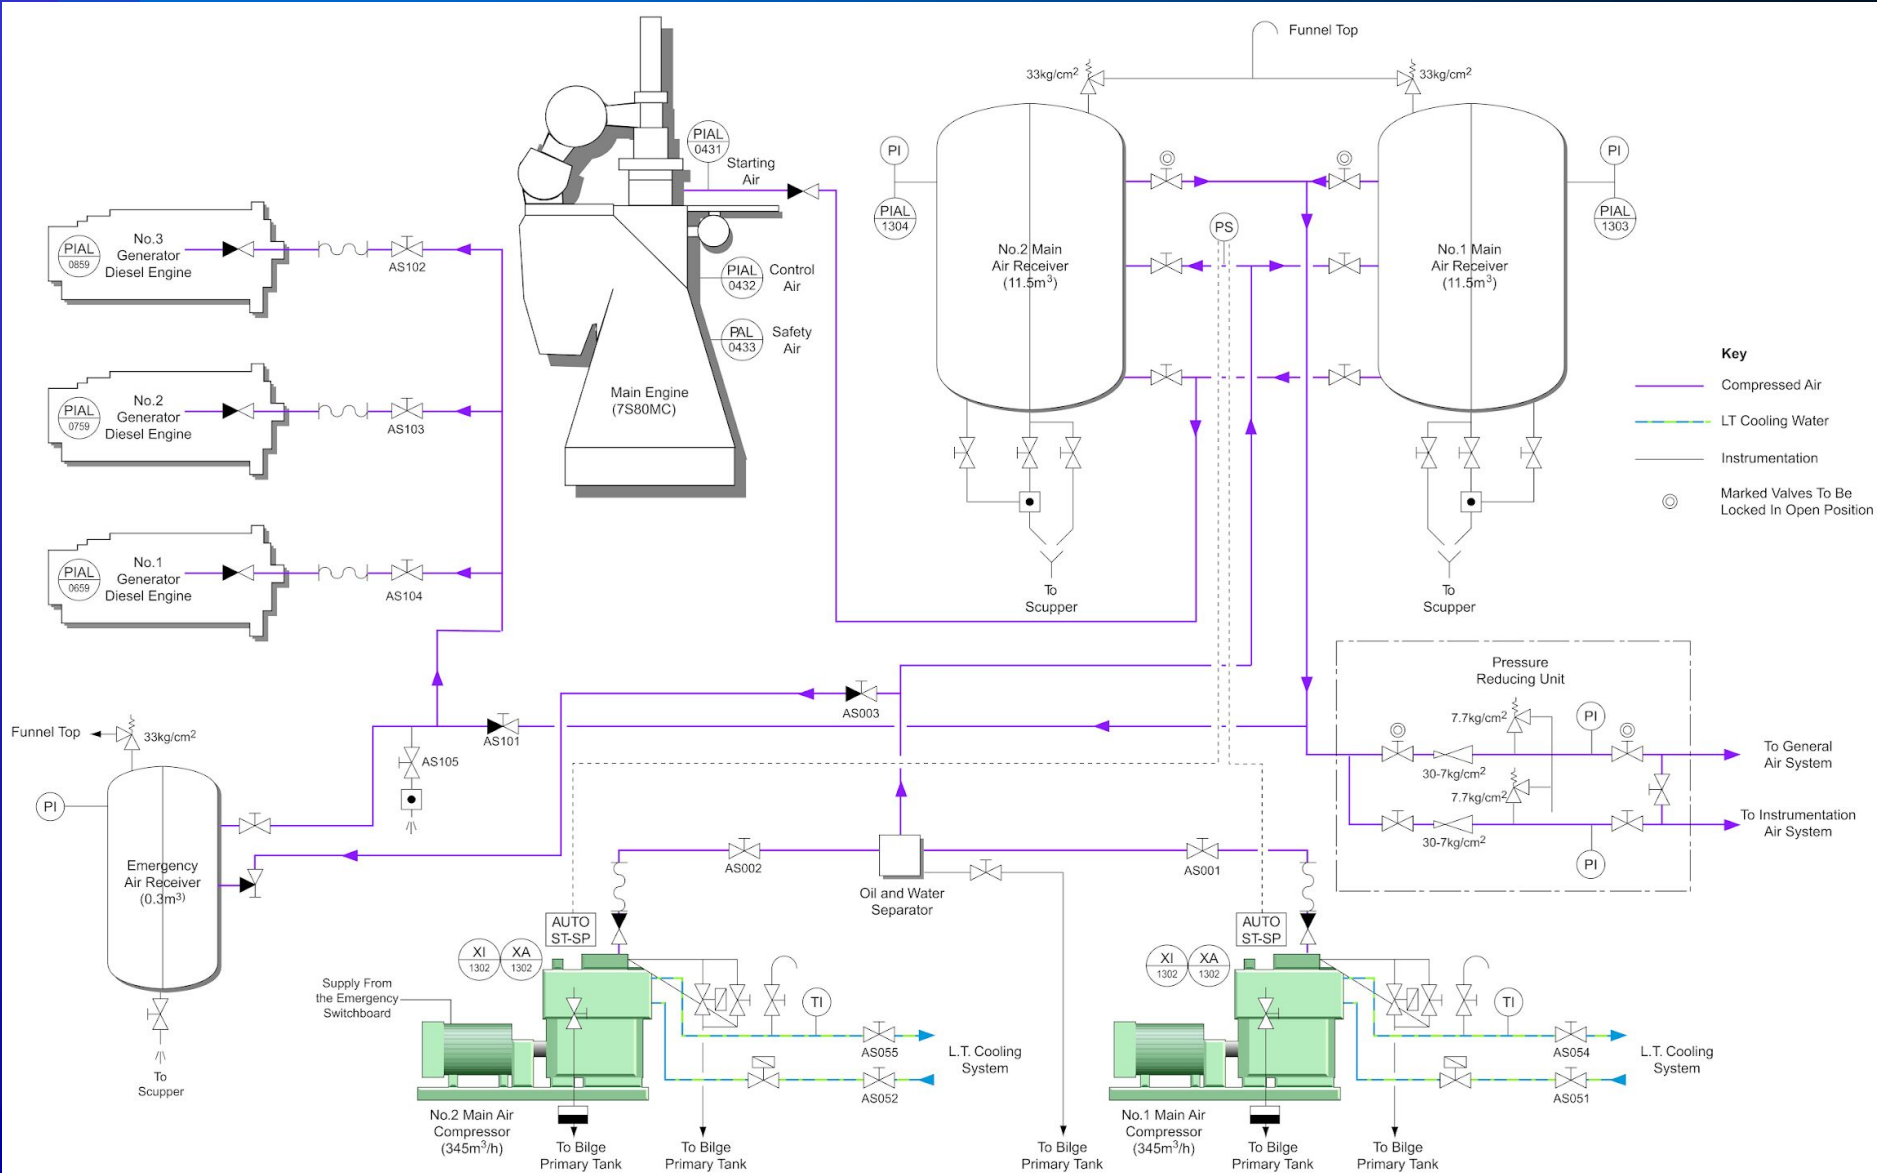 Funnel Top
33kg/cm²
33kg/cm²
PIAL
0431
Starting
Air
PI
PIAL
1304
PI
PIAL
1303
PS
No.2 Main
Air Receiver
(11.5m³)
No.1 Main
Air Receiver
(11.5m³)
PIAL
0859
No.3
Generator
Diesel Engine
AS102
PIAL
0432
Control
Air
PAL
0433
Safety
Air
Main Engine
(7S80MC)
PIAL
0759
No.2
Generator
Diesel Engine
AS103
PIAL
0659
No.1
Generator
Diesel Engine
AS104
Key
Compressed Air
LT Cooling Water
Instrumentation
Marked Valves To Be
Locked In Open Position
To
Scupper
To
Scupper
Funnel Top
33kg/cm²
AS003
AS101
AS105
PI
Emergency
Air Receiver
(0.3m³)
To
Scupper
Pressure
Reducing Unit
7.7kg/cm²
PI
30-7kg/cm²
7.7kg/cm²
30-7kg/cm²
PI
To General
Air System
To Instrumentation
Air System
AS002
AS001
Oil and Water
Separator
AUTO
ST-SP
AUTO
ST-SP
XI
1302
XA
1302
XI
1302
XA
1302
Supply From
the Emergency
Switchboard
TI
AS055
AS052
L.T. Cooling
System
TI
AS054
AS051
L.T. Cooling
System
No.2 Main Air
Compressor
(345m³/h)
To Bilge
Primary Tank
To Bilge
Primary Tank
To Bilge
Primary Tank
No.1 Main Air
Compressor
(345m³/h)
To Bilge
Primary Tank
To Bilge
Primary Tank